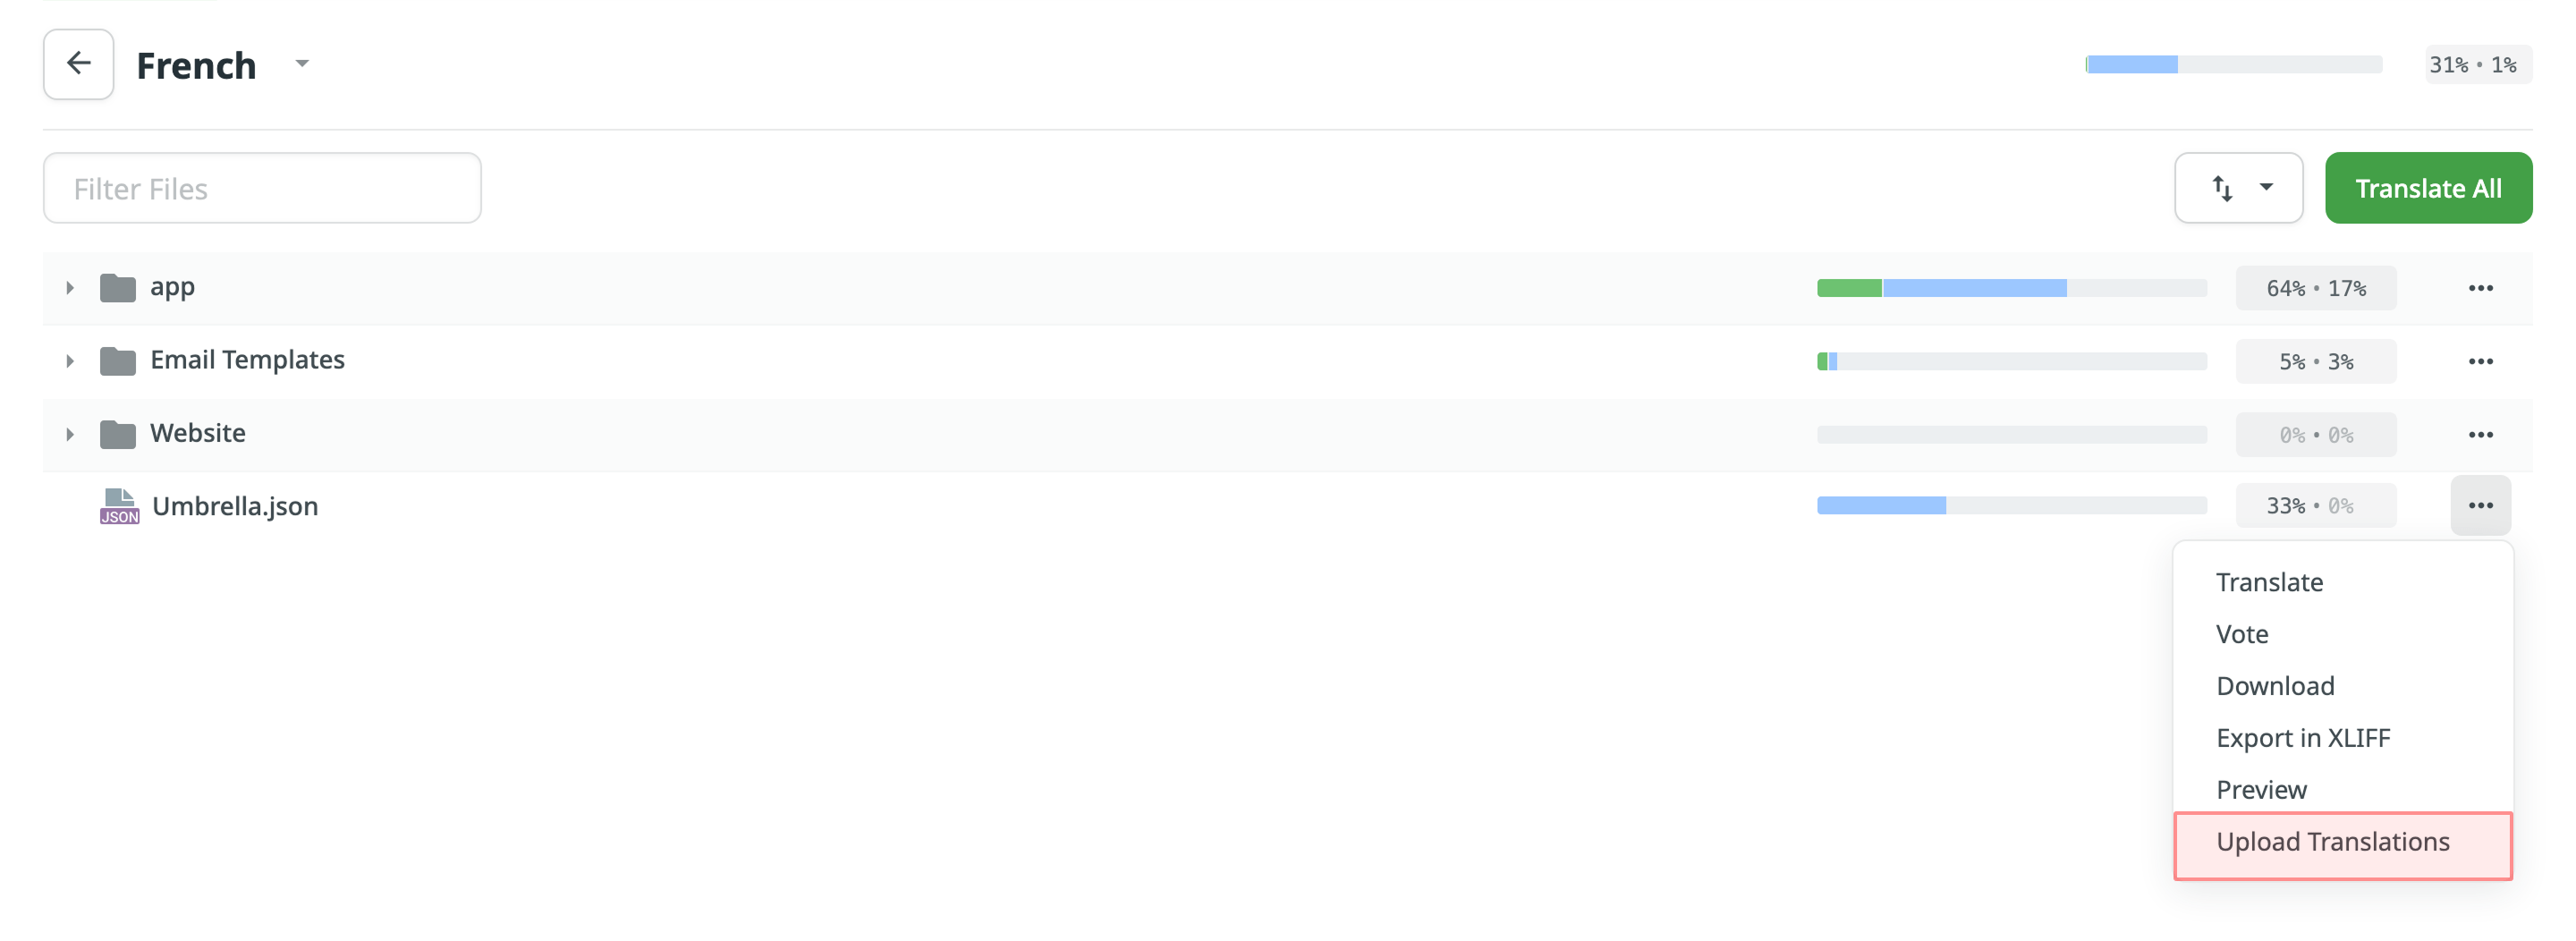 French
31% • 1%
Filter Files
Translate All
app
64% • 17%
Email Templates
5% • 3%
Website
0% • 0%
JSON
Umbrella.json
33% • 0%
Translate
Vote
Download
Export in XLIFF
Preview
Upload Translations